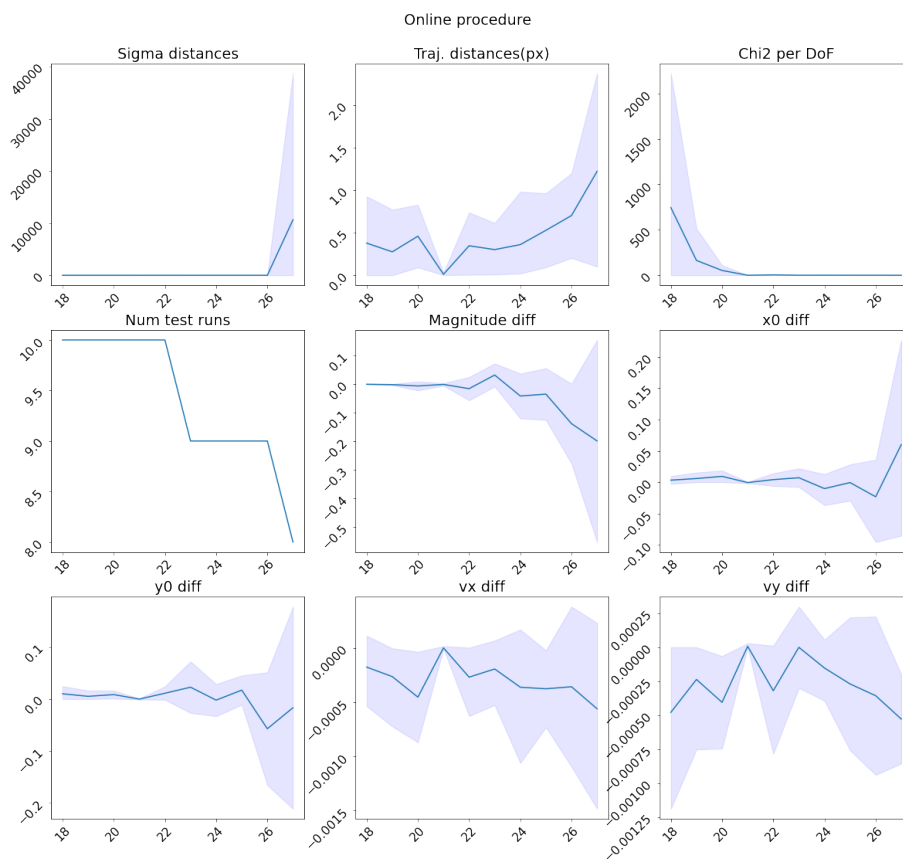 Online procedure
Sigma distances
Traj. distances(px)
Chi2 per DoF
40000
30000
20000
10000
0
2.0
1.5
1.0
0.5
0.0
2000
1500
1000
500
0
18 20 22 24 26
18 20 22 24 26
18 20 22 24 26
Num test runs
Magnitude diff
x0 diff
10.0
9.5
9.0
8.5
8.0
0.1
0.0
−0.1
−0.2
−0.3
−0.4
−0.5
0.20
0.15
0.10
0.05
0.00
−0.05
−0.10
18 20 22 24 26
18 20 22 24 26
18 20 22 24 26
y0 diff
vx diff
vy diff
0.1
0.0
−0.1
−0.2
0.0000
−0.0005
−0.0010
−0.0015
0.00025
0.00000
−0.00025
−0.00050
−0.00075
−0.00100
−0.00125
18 20 22 24 26
18 20 22 24 26
18 20 22 24 26